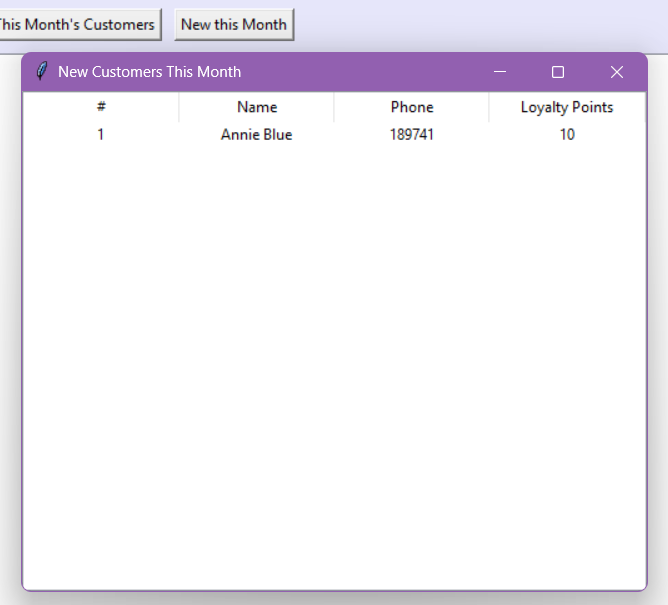 This Month's Customers New this Month
New Customers This Month
# Name Phone Loyalty Points
1 Annie Blue 189741 10